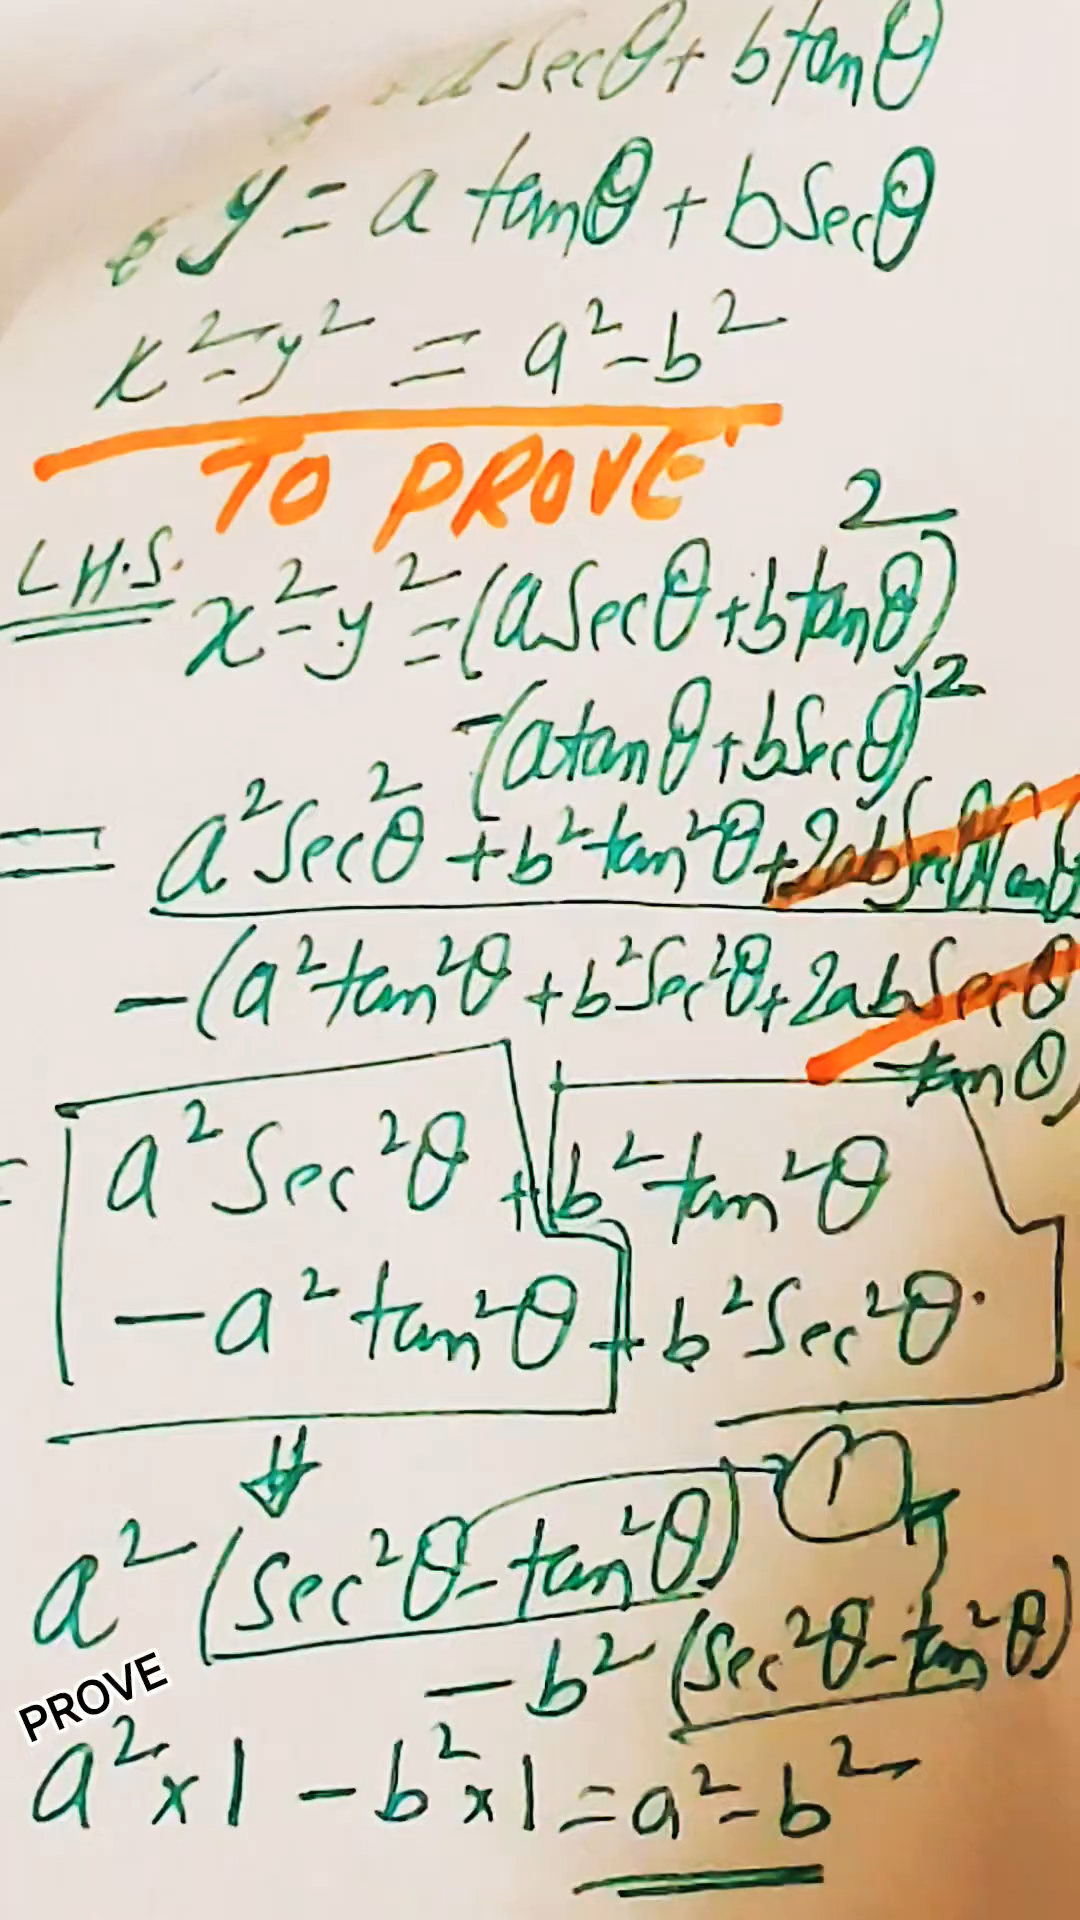 a secθ + b tanθ
y = a tanθ + b secθ
x² - y² = a² - b²
TO PROVE
L.H.S. x² - y² = (a secθ + b tanθ)²
- (a tanθ + b secθ)²
= a² sec²θ + b² tan²θ + 2ab secθ tanθ
- (a² tan²θ + b² sec²θ + 2ab secθ
tanθ)
= a² sec²θ + b² tan²θ
- a² tan²θ - b² sec²θ
1
a² (sec²θ - tan²θ)
- b² (sec²θ - tan²θ)
PROVE
a² x 1 - b² x 1 = a² - b²